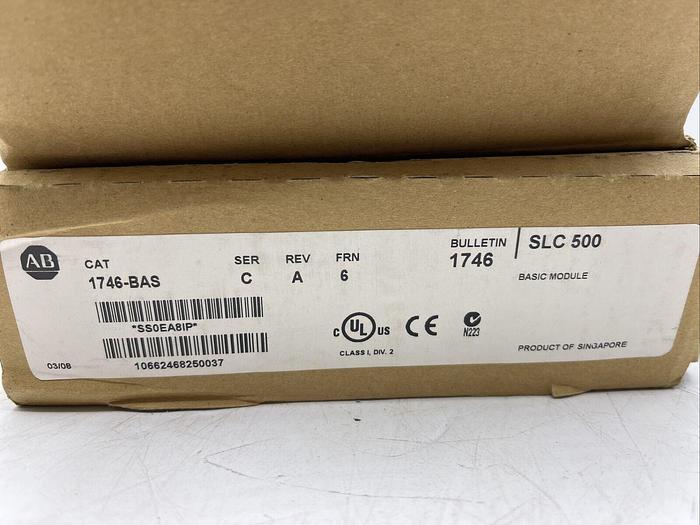 AB
CAT SER REV FRN
1746-BAS C A 6
*SS0EA8IP*
03/08
10662468250037
C UL US
CLASS I, DIV. 2
CE
N223
BULLETIN
1746
SLC 500
BASIC MODULE
PRODUCT OF SINGAPORE